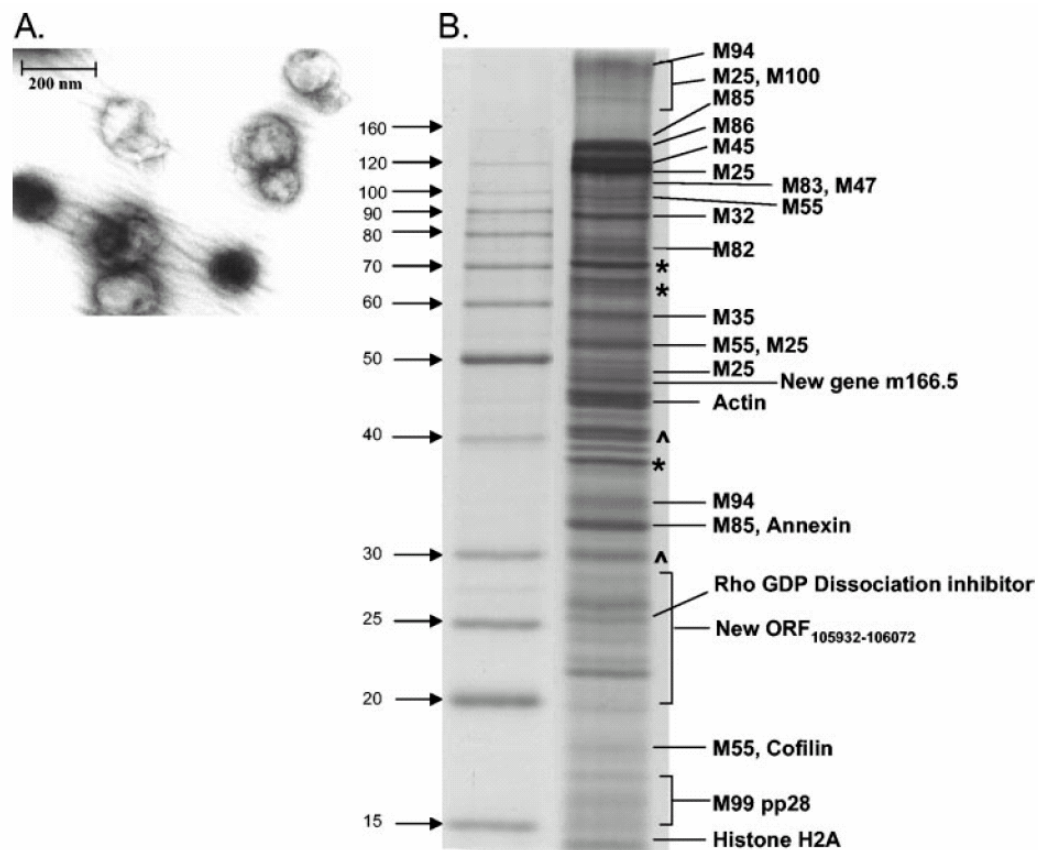 A.
200 nm
B.
160
120
100
90
80
70
60
50
40
30
25
20
15
M94
M25, M100
M85
M86
M45
M25
M83, M47
M55
M32
M82
*
*
M35
M55, M25
M25
New gene m166.5
Actin
^
*
M94
M85, Annexin
^
Rho GDP Dissociation inhibitor
New ORF105932-106072
M55, Cofilin
M99 pp28
Histone H2A